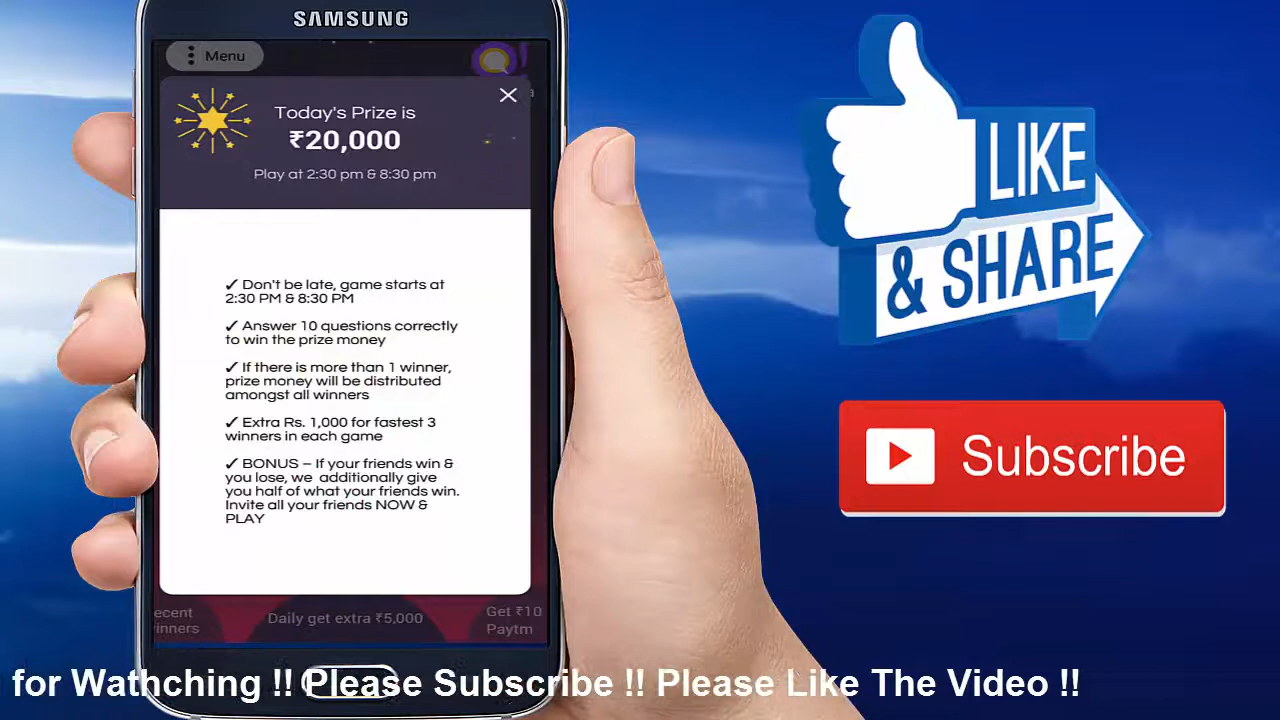 SAMSUNG
Menu
Today's Prize is
₹20,000
Play at 2:30 pm & 8:30 pm
✓ Don't be late, game starts at
2:30 PM & 8:30 PM
✓ Answer 10 questions correctly
to win the prize money
✓ If there is more than 1 winner,
prize money will be distributed
amongst all winners
✓ Extra Rs. 1,000 for fastest 3
winners in each game
✓ BONUS – If your friends win &
you lose, we additionally give
you half of what your friends win.
Invite all your friends NOW &
PLAY
ecent
inners
Daily get extra ₹5,000
Get ₹10
Paytm
LIKE
& SHARE
Subscribe
for Wathching !! Please Subscribe !! Please Like The Video !!